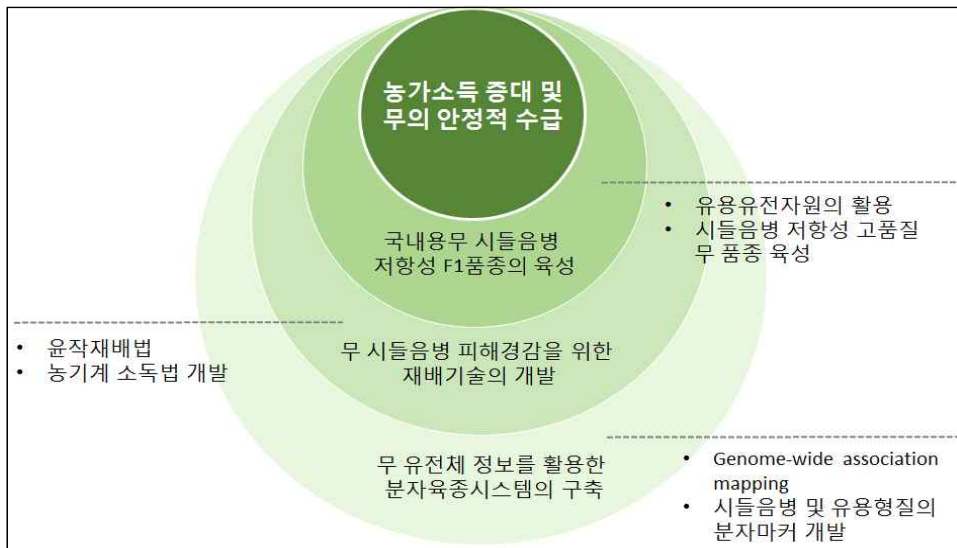 농가소득 증대 및
무의 안정적 수급
국내용무 시들음병
저항성 F1품종의 육성
• 유용유전자원의 활용
• 시들음병 저항성 고품질
무 품종 육성
무 시들음병 피해경감을 위한
재배기술의 개발
• 윤작재배법
• 농기계 소독법 개발
무 유전체 정보를 활용한
분자육종시스템의 구축
• Genome-wide association
mapping
• 시들음병 및 유용형질의
분자마커 개발